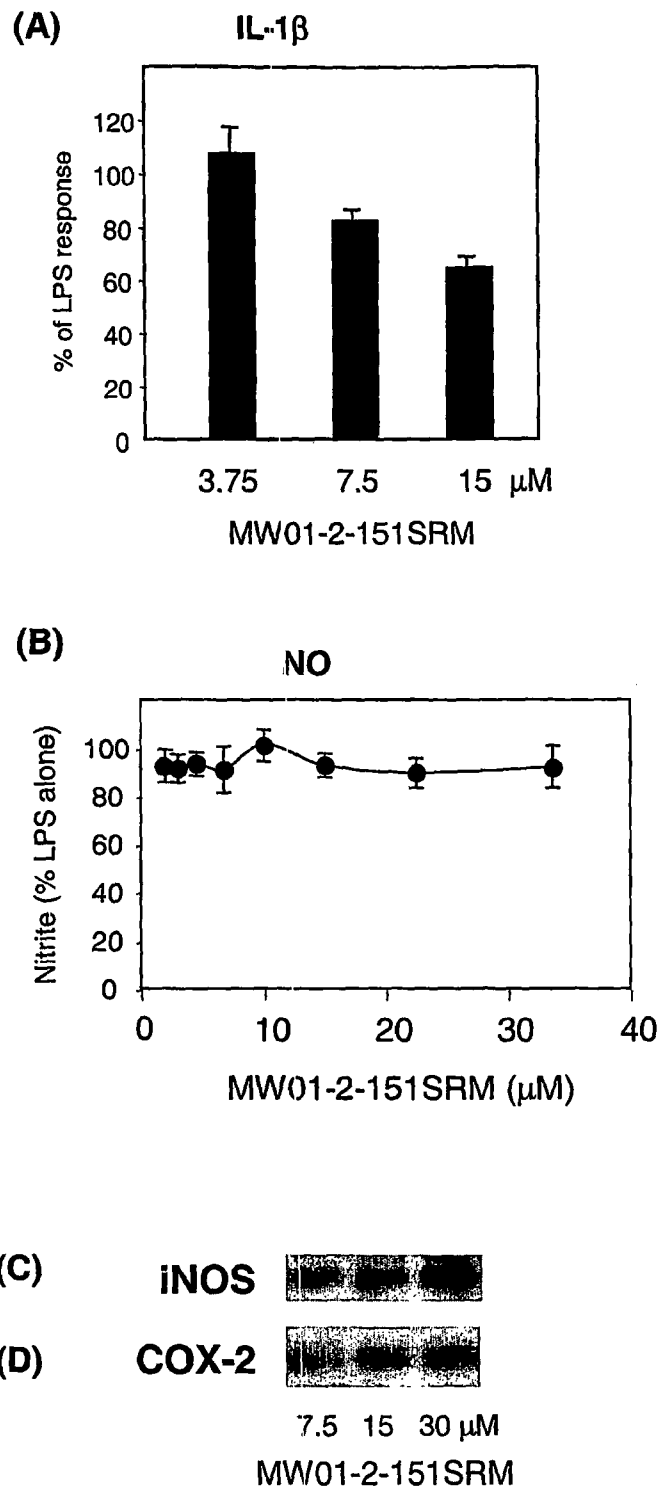 (A)
IL-1β
% of LPS response
120
100
80
60
40
20
0
3.75 7.5 15 μM
MW01-2-151SRM
(B)
NO
Nitrite (% LPS alone)
100
80
60
40
20
0
0 10 20 30 40
MW01-2-151SRM (μM)
(C) iNOS
(D) COX-2
7.5 15 30 μM
MW01-2-151SRM